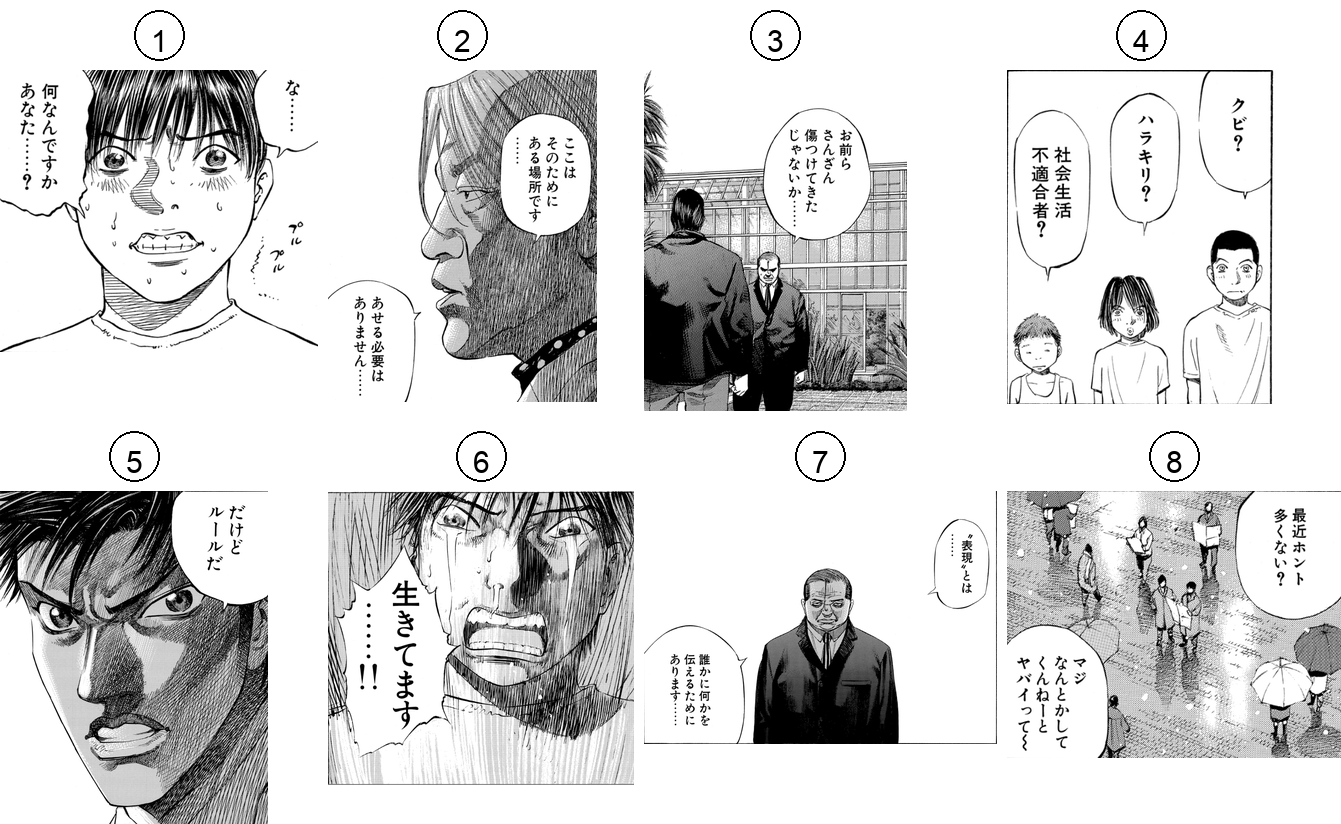 1
な……
何なんですか
あなた……？
プル
プル
2
ここは
そのために
ある場所です
……
あせる必要は
ありません……
3
お前ら
さんざん
傷つけてきた
じゃないか……
4
クビ？
ハラキリ？
社会生活
不適合者？
5
だけど
ルールだ
6
生きてます
……!!
7
〝表現〟とは
……
誰かに何かを
伝えるために
あります……
8
最近ホント
多くない？
マジ
なんとかして
くんねーと
ヤバイって〜